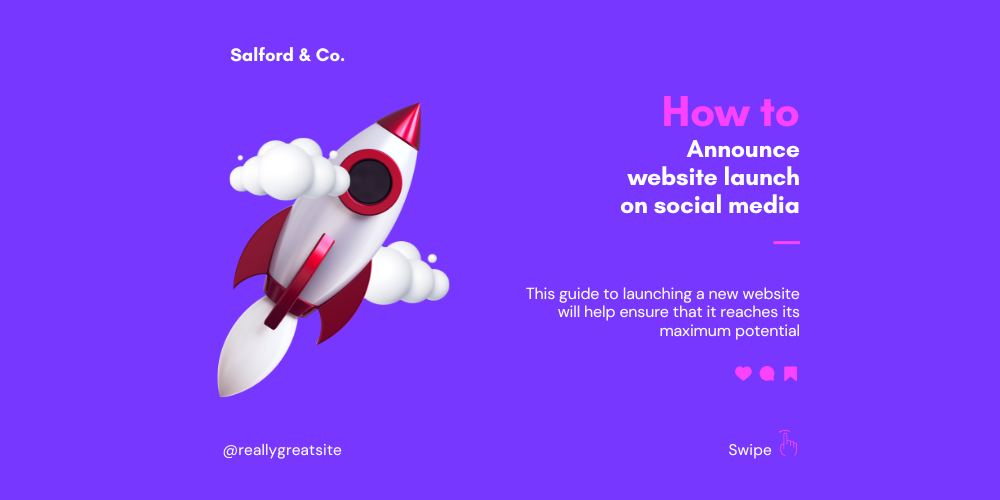 Salford & Co.
How to
Announce
website launch
on social media
This guide to launching a new website
will help ensure that it reaches its
maximum potential
@reallygreatsite
Swipe